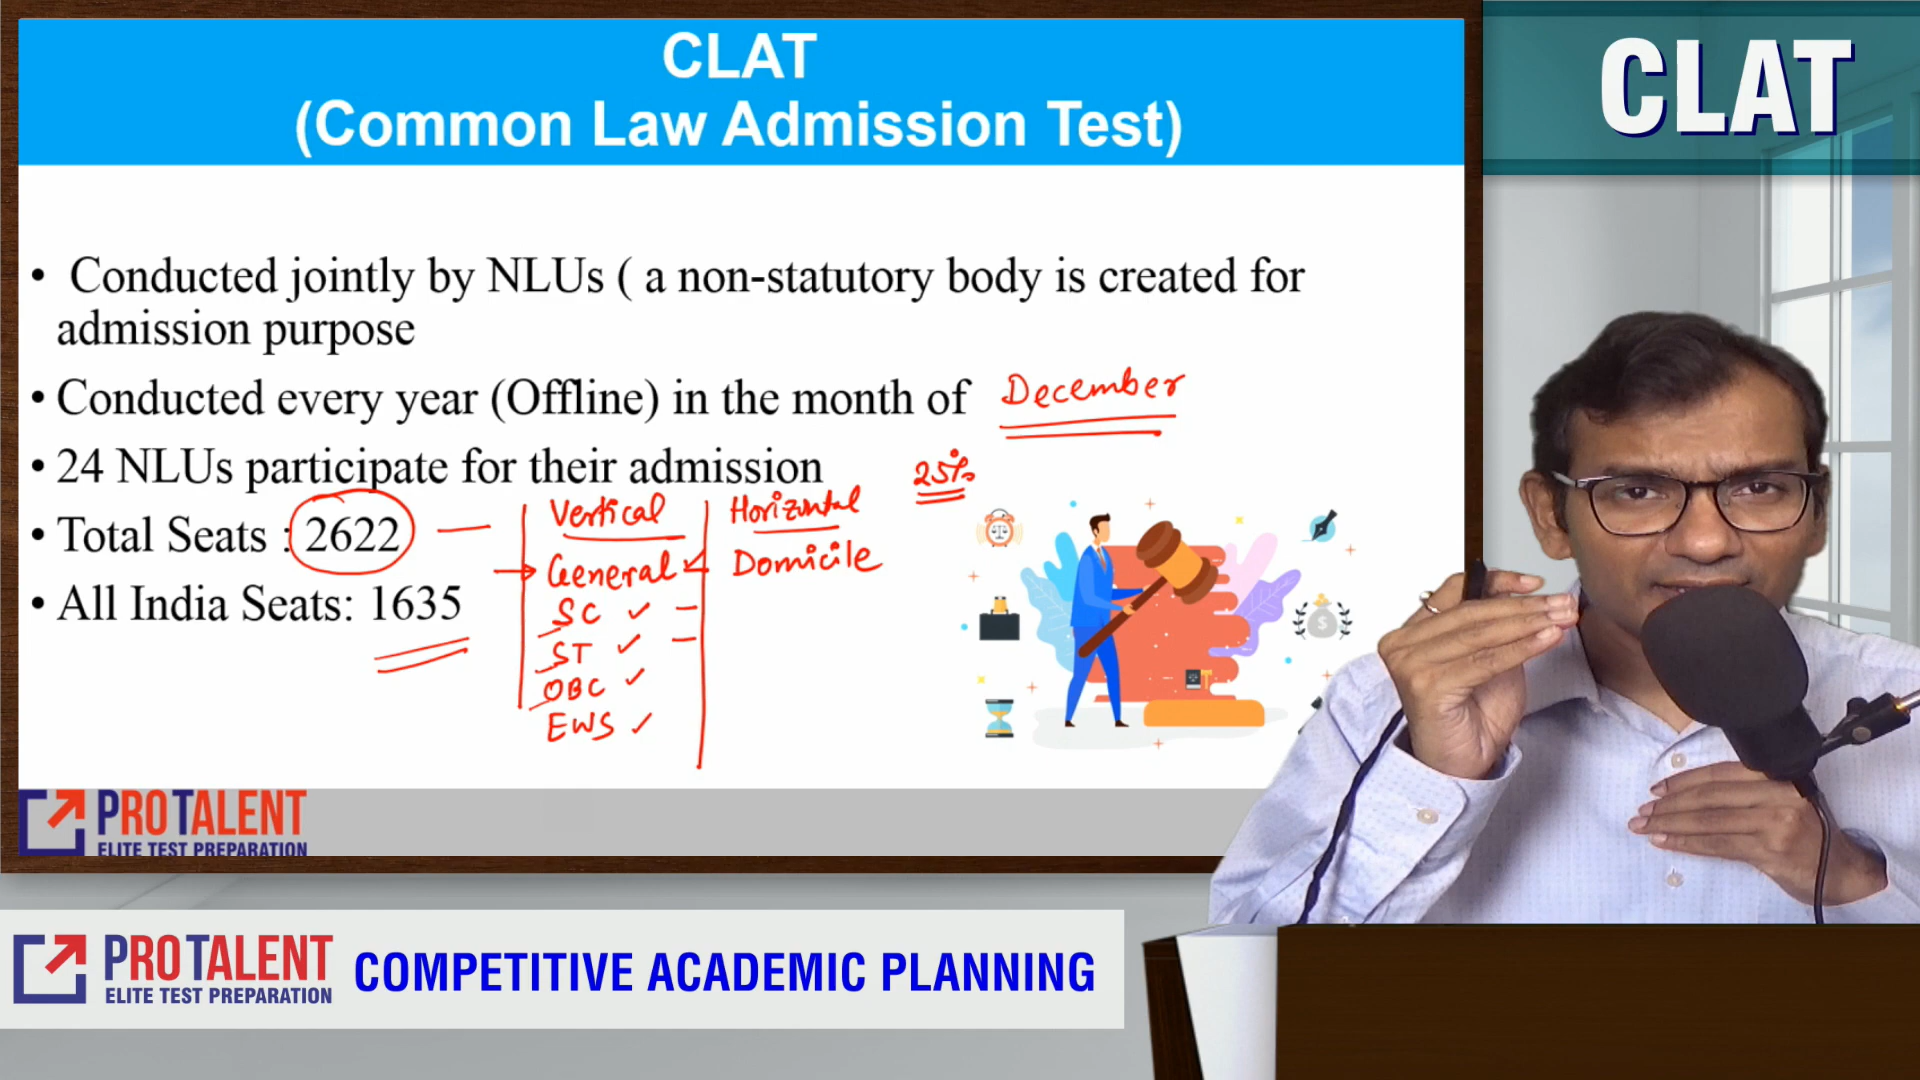 CLAT
(Common Law Admission Test)
CLAT
• Conducted jointly by NLUs ( a non-statutory body is created for
admission purpose
• Conducted every year (Offline) in the month of December
• 24 NLUs participate for their admission
25%
• Total Seats : 2622
• All India Seats: 1635
Vertical
General
SC
ST
OBC
EWS
Horizontal
Domicile
PROTALENT
ELITE TEST PREPARATION
PROTALENT
ELITE TEST PREPARATION
COMPETITIVE ACADEMIC PLANNING